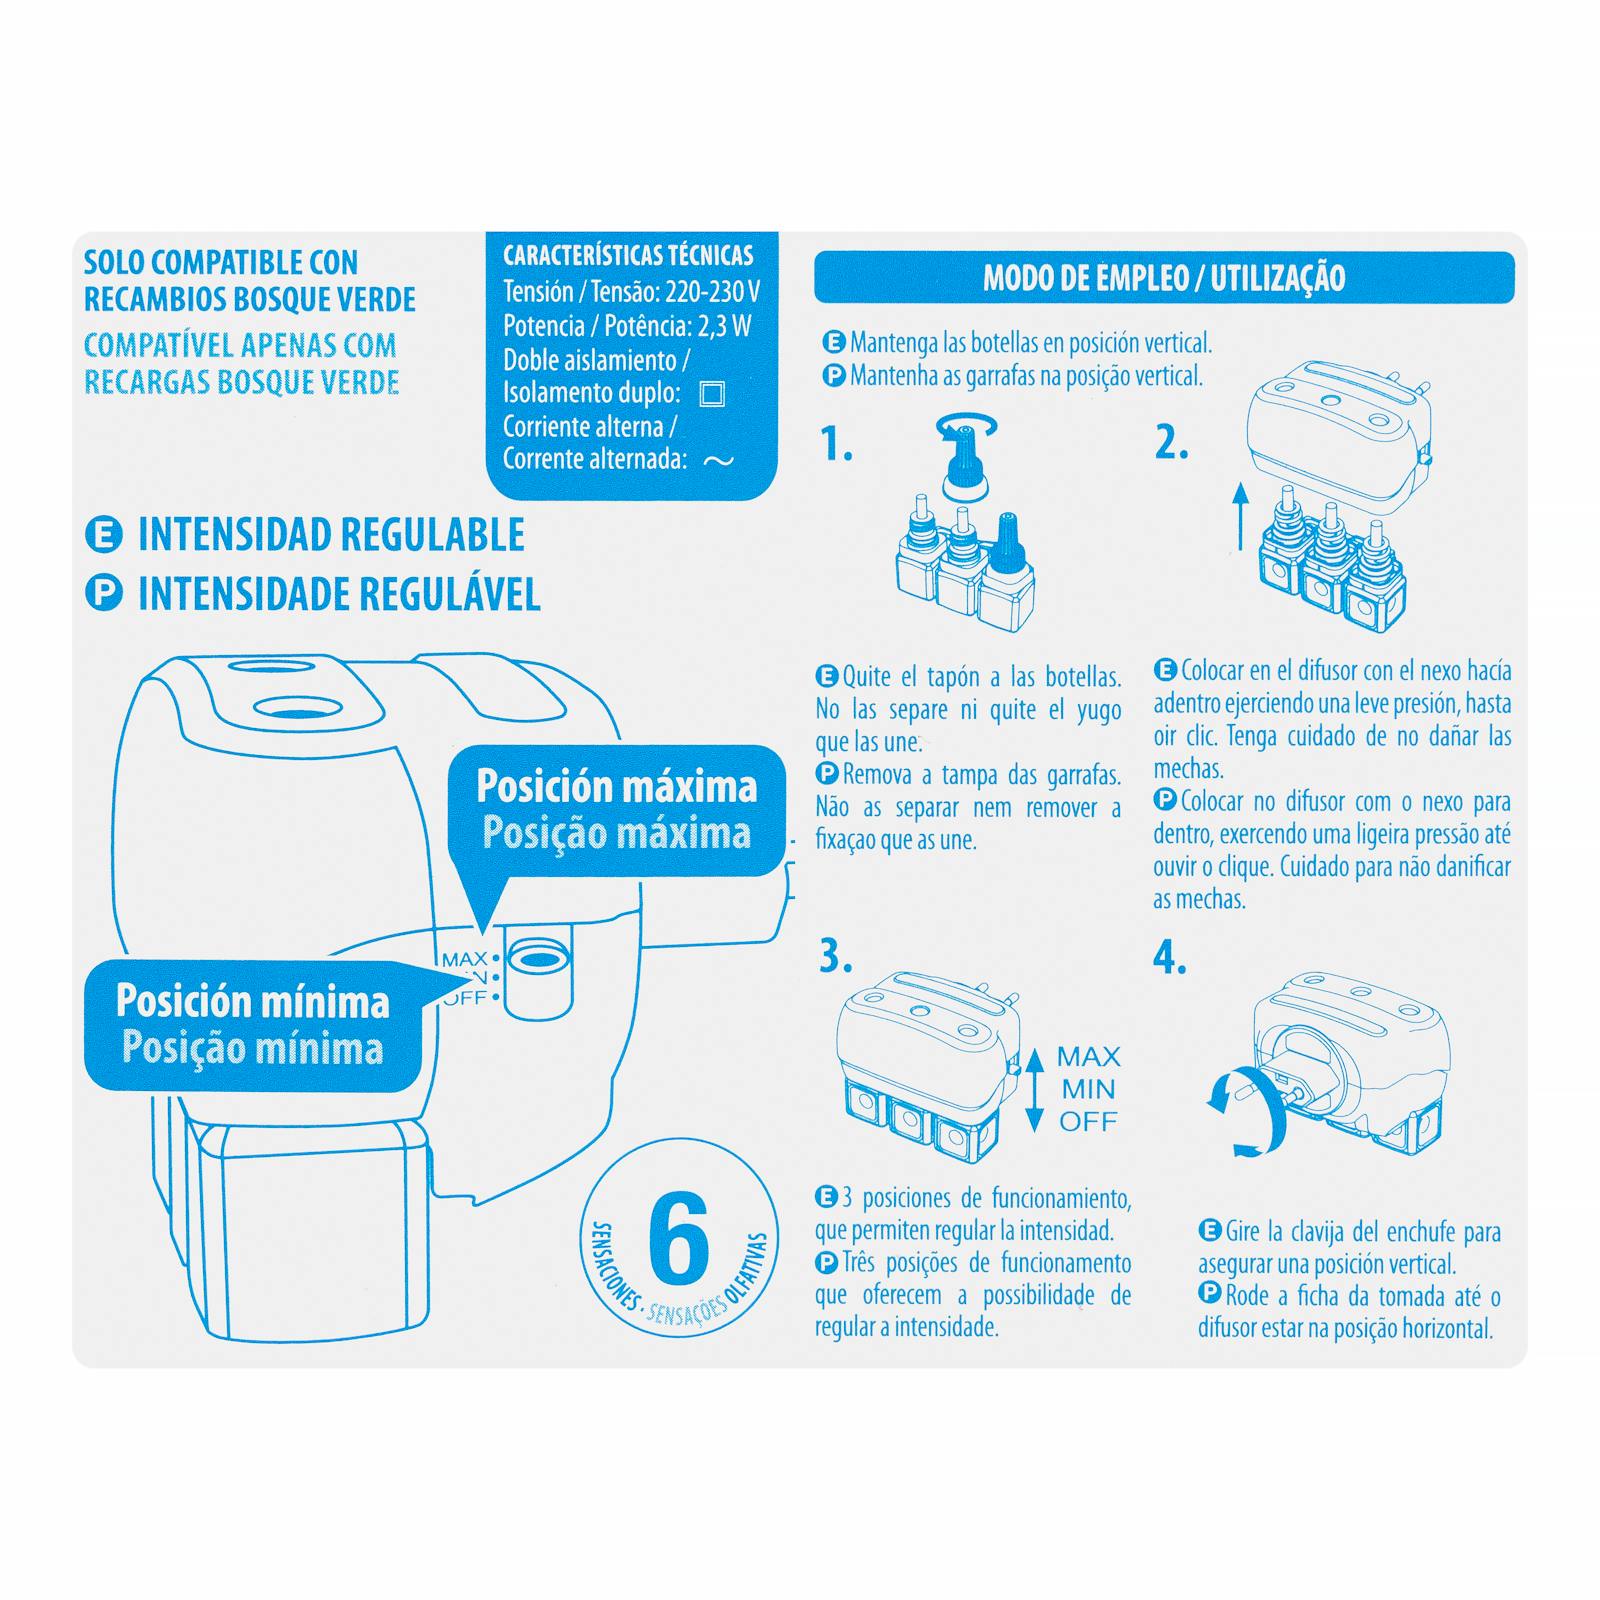 SOLO COMPATIBLE CON
RECAMBIOS BOSQUE VERDE
COMPATÍVEL APENAS COM
RECARGAS BOSQUE VERDE
CARACTERÍSTICAS TÉCNICAS
Tensión / Tensão: 220-230 V
Potencia / Potência: 2,3 W
Doble aislamiento /
Isolamento duplo:
Corriente alterna /
Corrente alternada: ~
E INTENSIDAD REGULABLE
P INTENSIDADE REGULÁVEL
Posición máxima
Posição máxima
MAX
OFF
Posición mínima
Posição mínima
6
SENSACIONES · SENSAÇÕES OLFATIVAS
MODO DE EMPLEO / UTILIZAÇÃO
E Mantenga las botellas en posición vertical.
P Mantenha as garrafas na posição vertical.
1.
E Quite el tapón a las botellas.
No las separe ni quite el yugo
que las une.
P Remova a tampa das garrafas.
Não as separar nem remover a
fixaçao que as une.
2.
E Colocar en el difusor con el nexo hacía
adentro ejerciendo una leve presión, hasta
oir clic. Tenga cuidado de no dañar las
mechas.
P Colocar no difusor com o nexo para
dentro, exercendo uma ligeira pressão até
ouvir o clique. Cuidado para não danificar
as mechas.
3.
MAX
MIN
OFF
E 3 posiciones de funcionamiento,
que permiten regular la intensidad.
P Três posições de funcionamento
que oferecem a possibilidade de
regular a intensidade.
4.
E Gire la clavija del enchufe para
asegurar una posición vertical.
P Rode a ficha da tomada até o
difusor estar na posição horizontal.